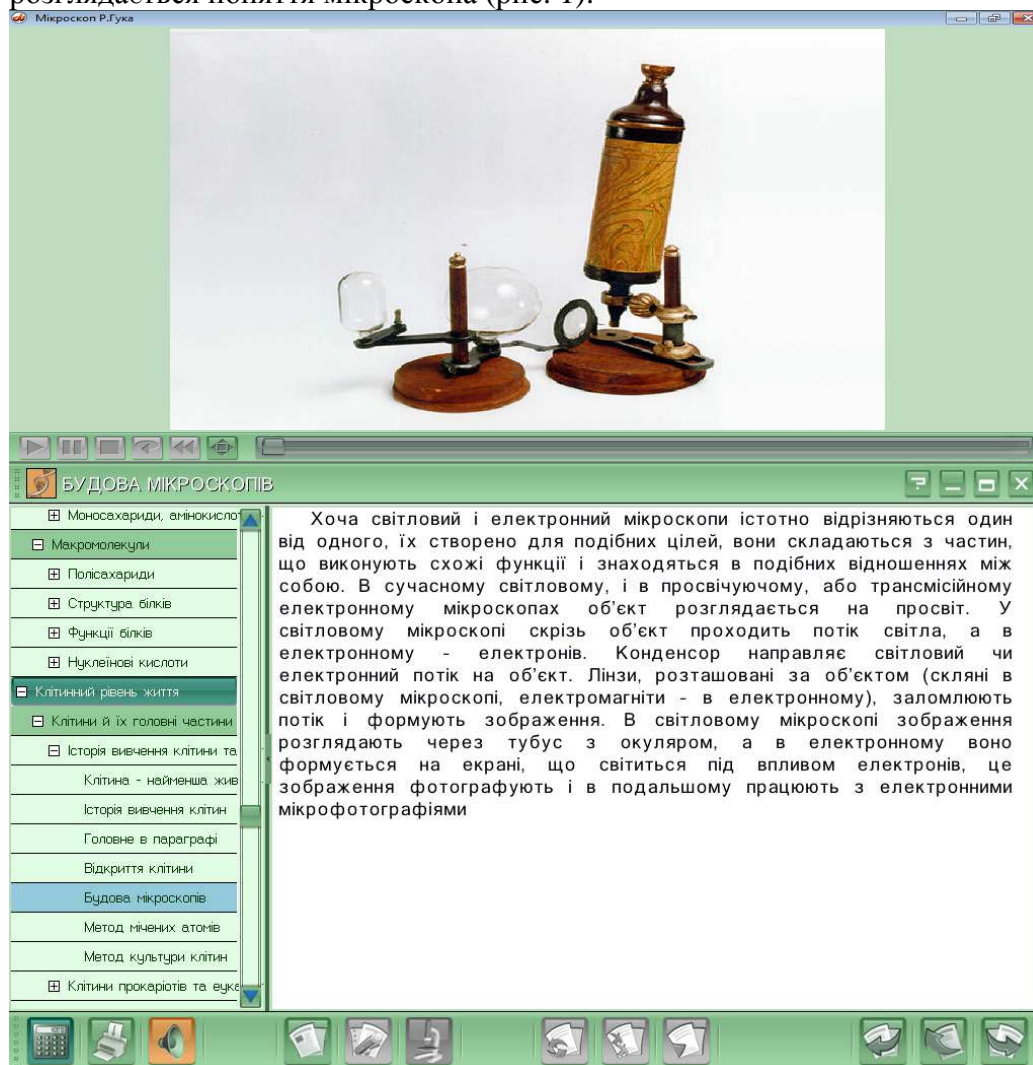 розглядається поняття мікроскопа (рис. 1).
Мікроскоп Р.Гука
БУДОВА МІКРОСКОПІВ
Моносахариди, амінокисло
Макромолекули
Полісахариди
Структура білків
Функції білків
Нуклеїнові кислоти
Клітинний рівень життя
Клітини й їх головні частини
Історія вивчення клітини та
Клітина - найменша жив
Історія вивчення клітин
Головне в параграфі
Відкриття клітини
Будова мікроскопів
Метод мічених атомів
Метод культури клітин
Клітини прокаріотів та еука
Хоча світловий і електронний мікроскопи істотно відрізняються один
від одного, їх створено для подібних цілей, вони складаються з частин,
що виконують схожі функції і знаходяться в подібних відношеннях між
собою. В сучасному світловому, і в просвічуючому, або трансмісійному
електронному мікроскопах об’єкт розглядається на просвіт. У
світловому мікроскопі скрізь об’єкт проходить потік світла, а в
електронному - електронів. Конденсор направляє світловий чи
електронний потік на об’єкт. Лінзи, розташовані за об’єктом (скляні в
світловому мікроскопі, електромагніти - в електронному), заломлюють
потік і формують зображення. В світловому мікроскопі зображення
розглядають через тубус з окуляром, а в електронному воно
формується на екрані, що світиться під впливом електронів, це
зображення фотографують і в подальшому працюють з електронними
мікрофотографіями